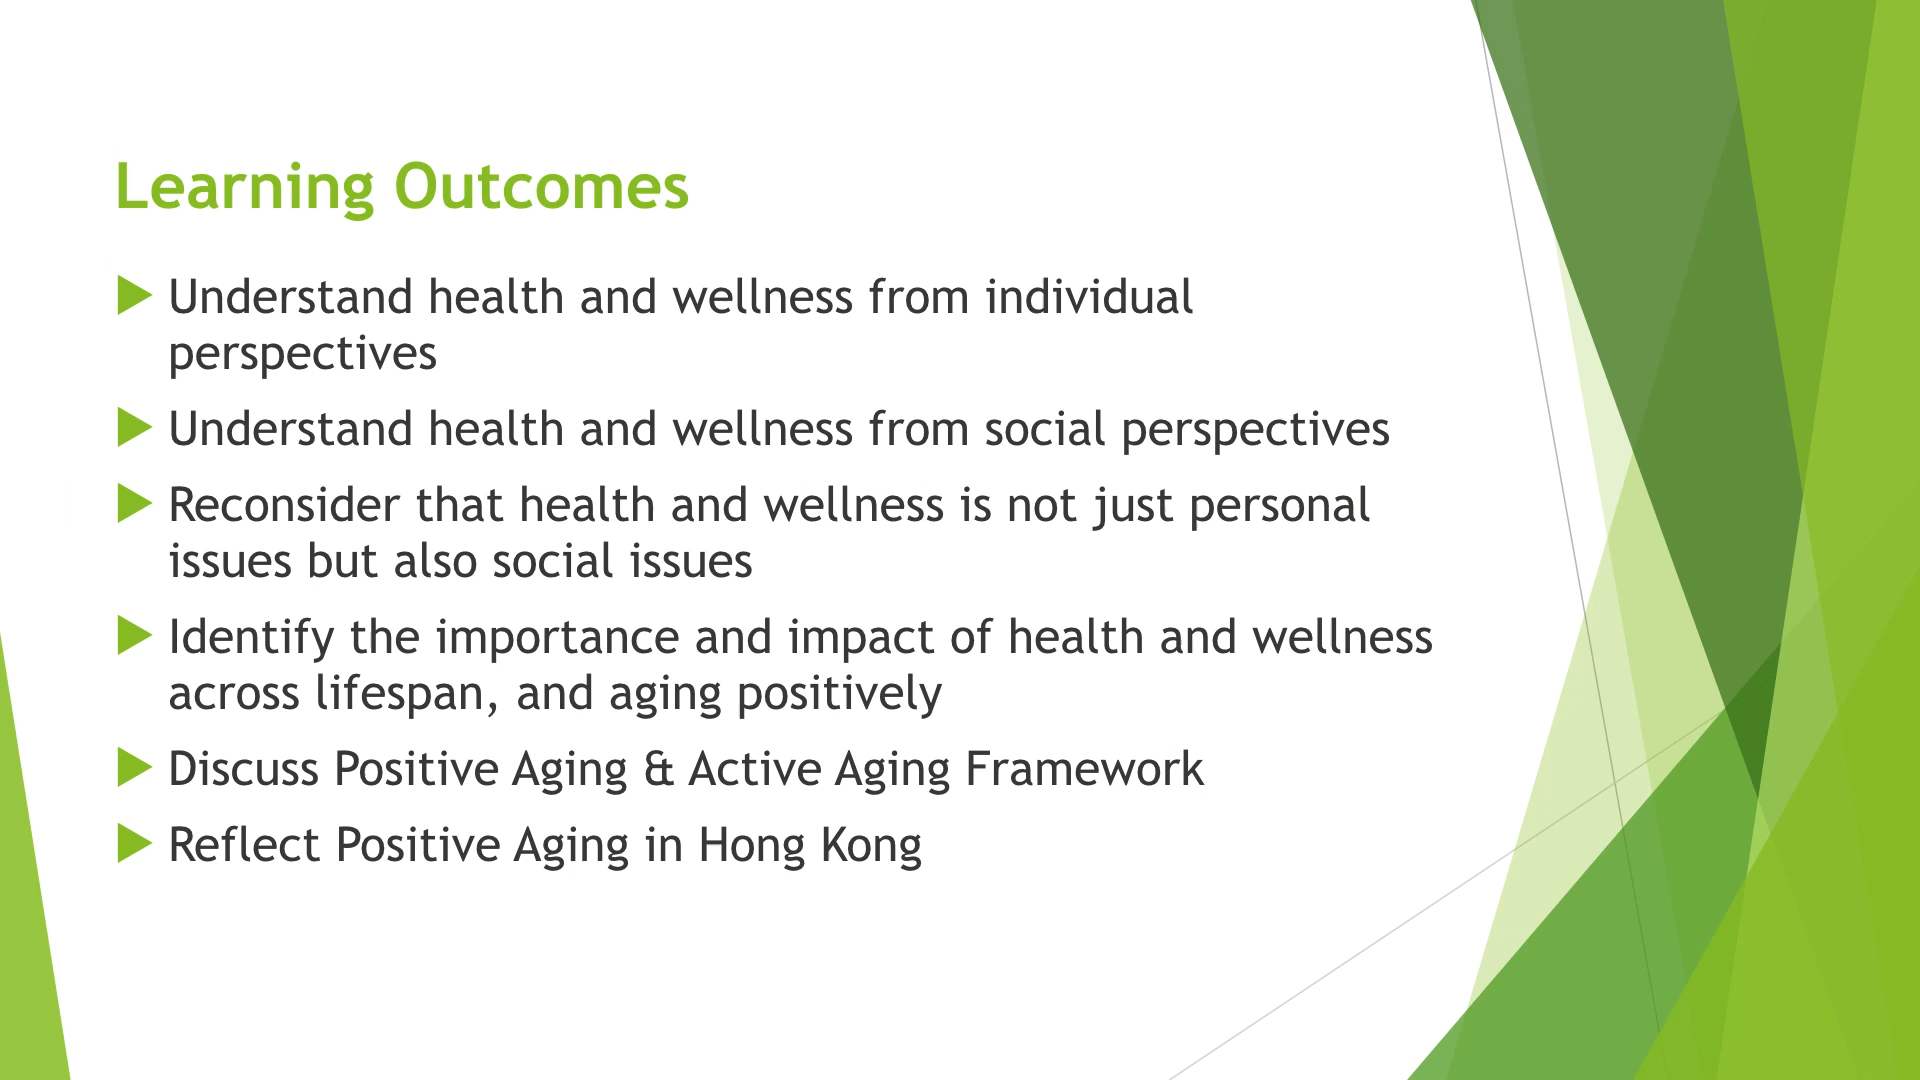 Learning Outcomes
Understand health and wellness from individual
perspectives
Understand health and wellness from social perspectives
Reconsider that health and wellness is not just personal
issues but also social issues
Identify the importance and impact of health and wellness
across lifespan, and aging positively
Discuss Positive Aging & Active Aging Framework
Reflect Positive Aging in Hong Kong